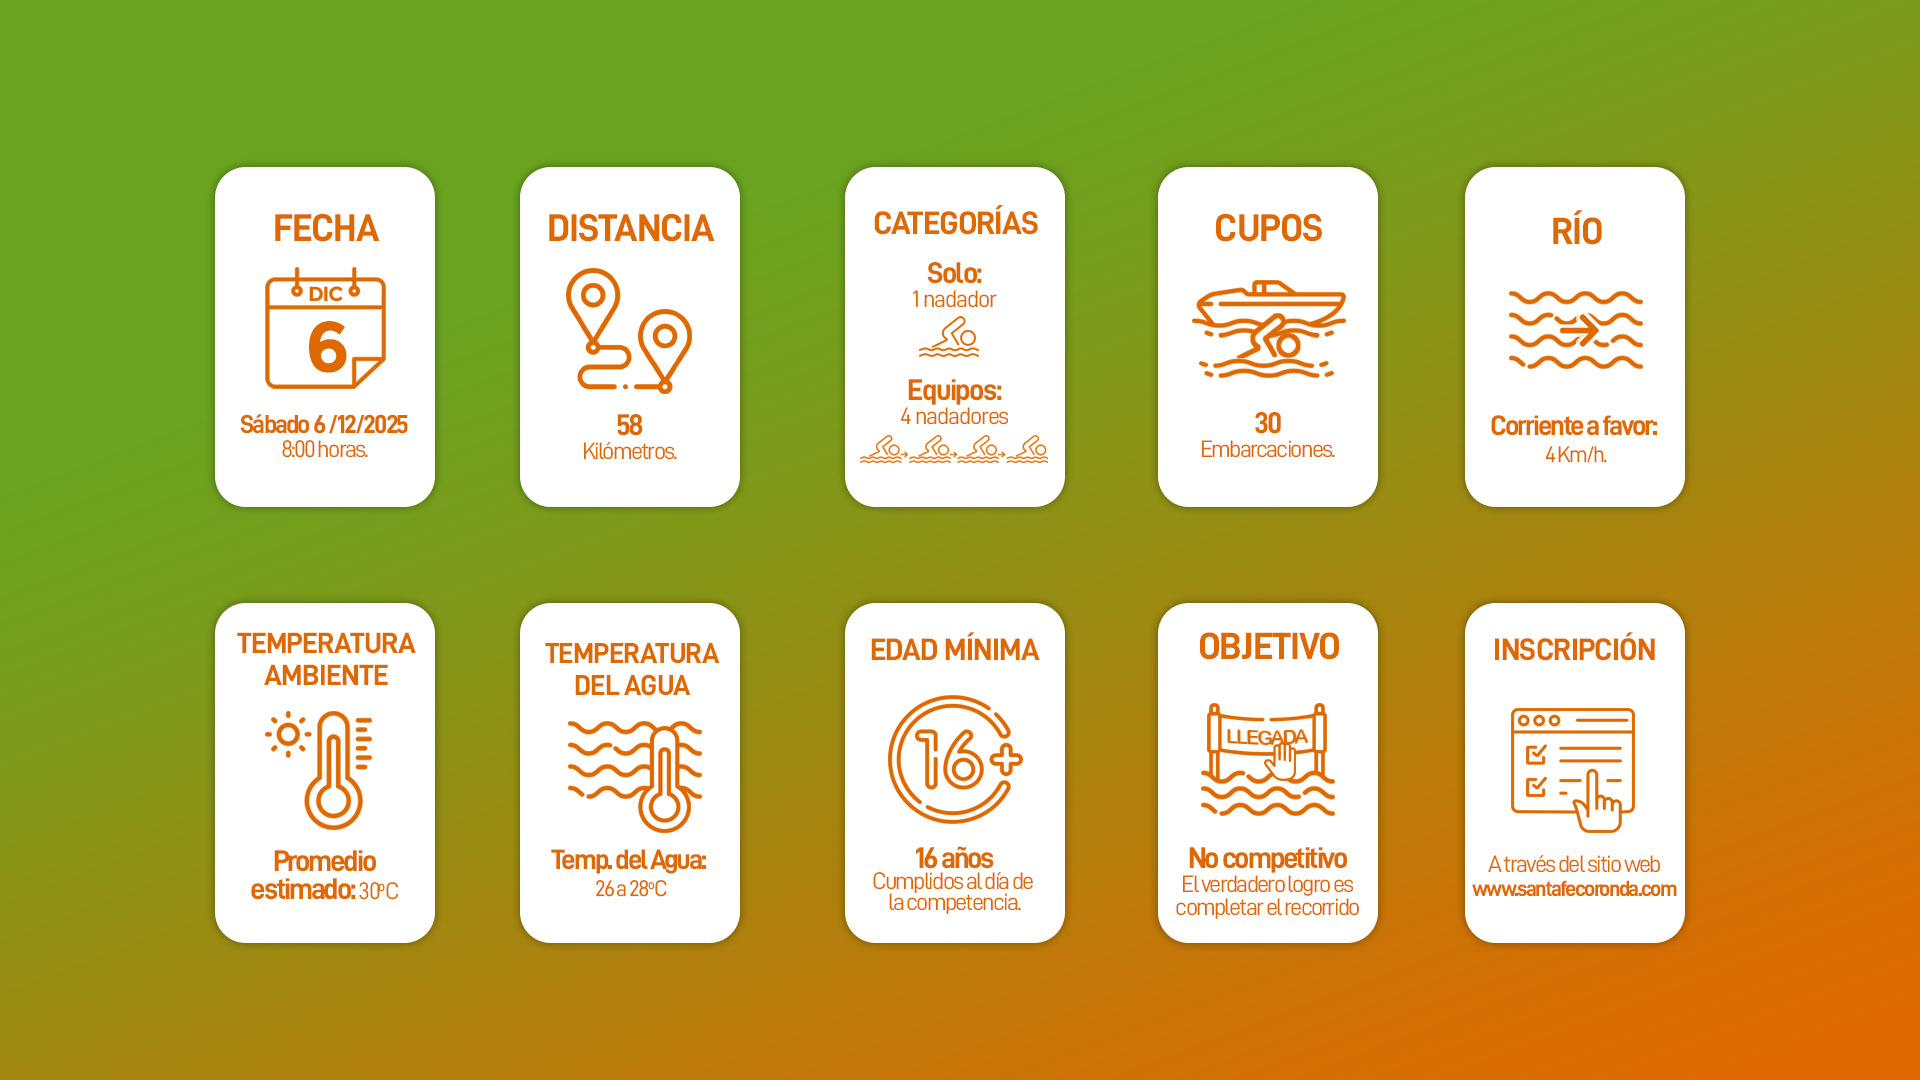 FECHA
DIC
6
Sábado 6 /12/2025
8:00 horas.
DISTANCIA
58
Kilómetros.
CATEGORÍAS
Solo:
1 nadador
Equipos:
4 nadadores
CUPOS
30
Embarcaciones.
RÍO
Corriente a favor:
4 Km/h.
TEMPERATURA
AMBIENTE
Promedio
estimado: 30ºC
TEMPERATURA
DEL AGUA
Temp. del Agua:
26 a 28ºC
EDAD MÍNIMA
16+
16 años
Cumplidos al día de
la competencia.
OBJETIVO
LLEGADA
No competitivo
El verdadero logro es
completar el recorrido
INSCRIPCIÓN
A través del sitio web
www.santafecoronda.com